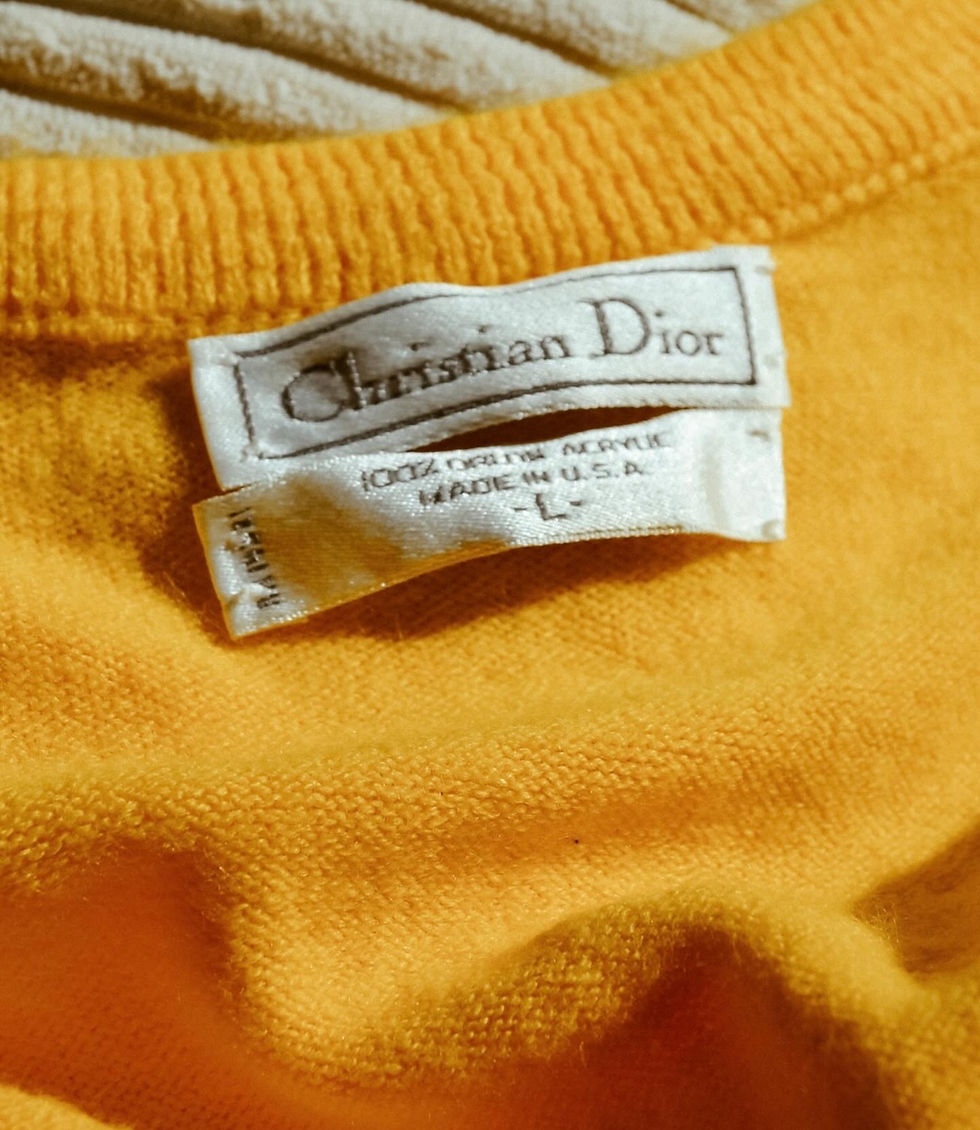 Christian Dior
100% ORLON ACRYLIC
MADE IN U.S.A.
-L-